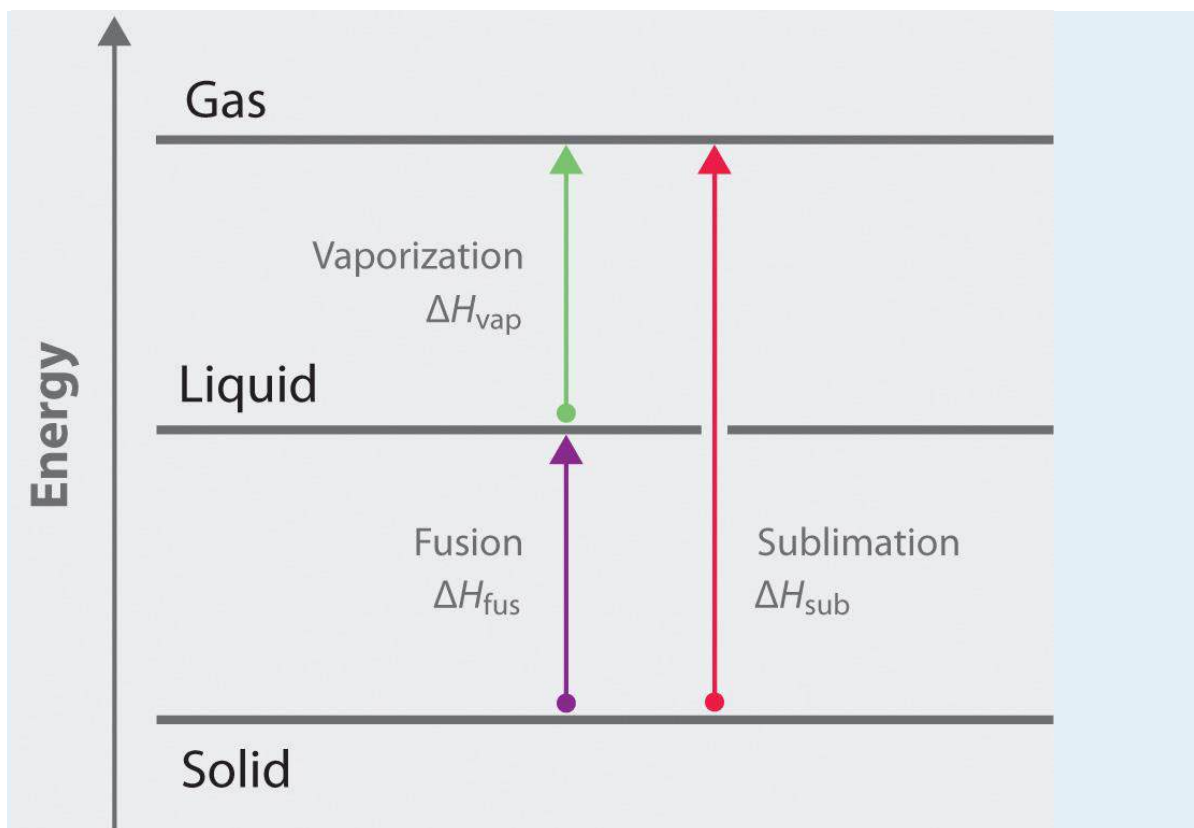 Gas
Vaporization
ΔHvap
Liquid
Energy
Fusion
ΔHfus
Sublimation
ΔHsub
Solid